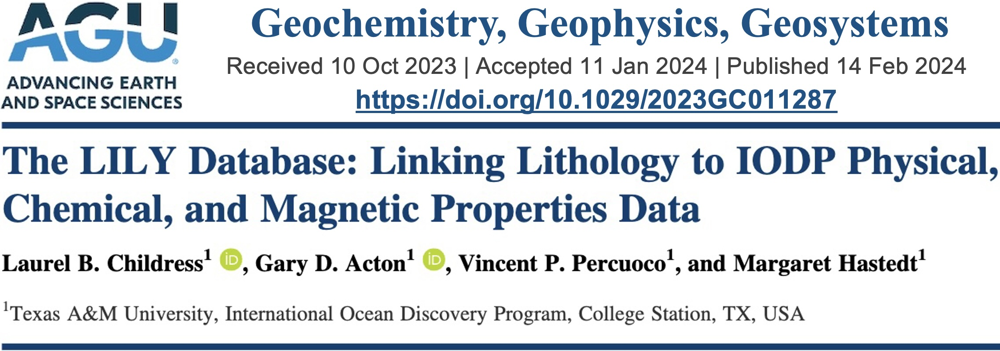 AGU®
ADVANCING EARTH
AND SPACE SCIENCES
Geochemistry, Geophysics, Geosystems
Received 10 Oct 2023 | Accepted 11 Jan 2024 | Published 14 Feb 2024
https://doi.org/10.1029/2023GC011287
The LILY Database: Linking Lithology to IODP Physical,
Chemical, and Magnetic Properties Data
Laurel B. Childress¹ iD, Gary D. Acton¹ iD, Vincent P. Percuoco¹, and Margaret Hastedt¹
¹Texas A&M University, International Ocean Discovery Program, College Station, TX, USA